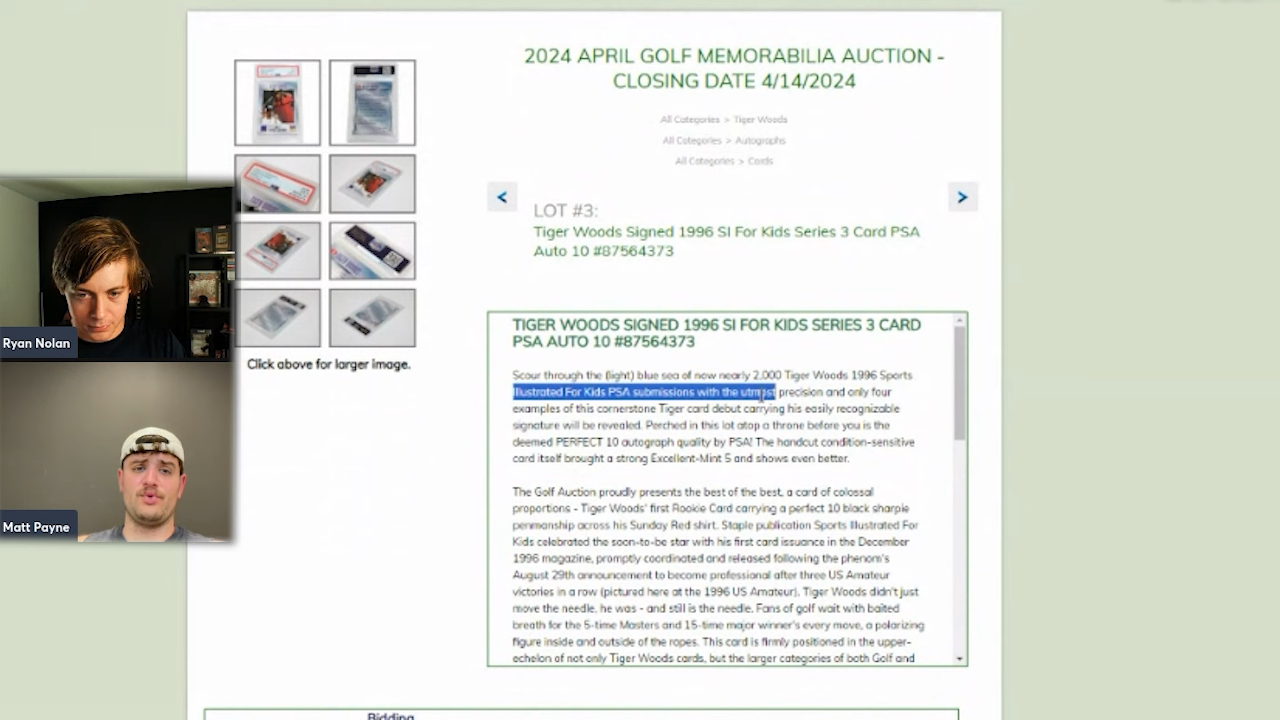 2024 APRIL GOLF MEMORABILIA AUCTION -
CLOSING DATE 4/14/2024
All Categories > Tiger Woods
All Categories > Autographs
All Categories > Cards
<
>
LOT #3:
Tiger Woods Signed 1996 SI For Kids Series 3 Card PSA
Auto 10 #87564373
Click above for larger image.
Ryan Nolan
Matt Payne
TIGER WOODS SIGNED 1996 SI FOR KIDS SERIES 3 CARD
PSA AUTO 10 #87564373
Scour through the (light) blue sea of now nearly 2,000 Tiger Woods 1996 Sports
Illustrated For Kids PSA submissions with the utmost precision and only four
examples of this cornerstone Tiger card debut carrying his easily recognizable
signature will be revealed. Perched in this lot atop a throne before you is the
deemed PERFECT 10 autograph quality by PSA! The handcut condition-sensitive
card itself brought a strong Excellent-Mint 5 and shows even better.
The Golf Auction proudly presents the best of the best, a card of colossal
proportions - Tiger Woods' first Rookie Card carrying a perfect 10 black sharpie
penmanship across his Sunday Red shirt. Staple publication Sports Illustrated For
Kids celebrated the soon-to-be star with his first card issuance in the December
1996 magazine, promptly coordinated and released following the phenom's
August 29th announcement to become professional after three US Amateur
victories in a row (pictured here at the 1996 US Amateur). Tiger Woods didn't just
move the needle, he was - and still is the needle. Fans of golf wait with baited
breath for the 5-time Masters and 15-time major winner's every move, a polarizing
figure inside and outside of the ropes. This card is firmly positioned in the upper-
echelon of not only Tiger Woods cards, but the larger categories of both Golf and
Bidding